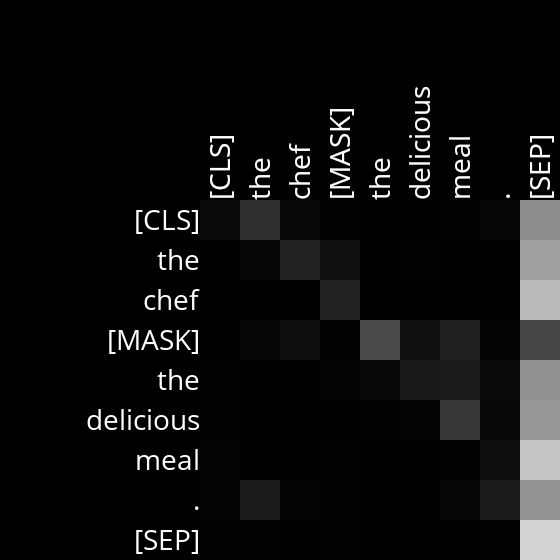 [CLS] the chef [MASK] the delicious meal . [SEP]
[CLS]
the
chef
[MASK]
the
delicious
meal
.
[SEP]